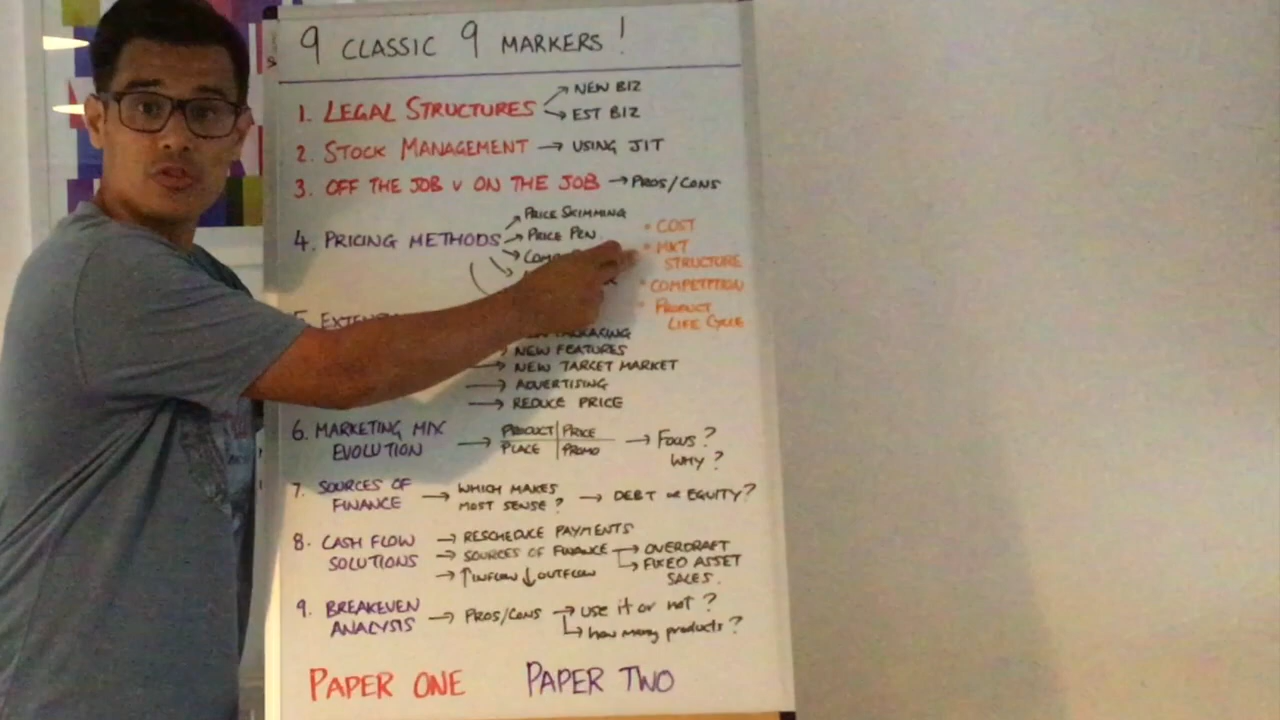 9 CLASSIC 9 MARKERS!
1. LEGAL STRUCTURES → NEW BIZ
→ EST BIZ
2. STOCK MANAGEMENT → USING JIT
3. OFF THE JOB V ON THE JOB → PROS/CONS
4. PRICING METHODS → PRICE SKIMMING
→ PRICE PEN.
• COST
• MKT STRUCTURE
• COMPETITION
• PRODUCT LIFE CYCLE
5.
→ NEW FEATURES
→ NEW TARGET MARKET
→ ADVERTISING
→ REDUCE PRICE
6. MARKETING MIX EVOLUTION → PRODUCT | PRICE
PLACE | PROMO → FOCUS?
WHY?
7. SOURCES OF FINANCE → WHICH MAKES MOST SENSE? → DEBT OR EQUITY?
8. CASH FLOW SOLUTIONS → RESCHEDULE PAYMENTS
→ SOURCES OF FINANCE → OVERDRAFT
→ FIXED ASSET SALES.
→ ↑INFLOW ↓OUTFLOW
9. BREAKEVEN ANALYSIS → PROS/CONS → use it or not?
→ how many products?
PAPER ONE PAPER TWO